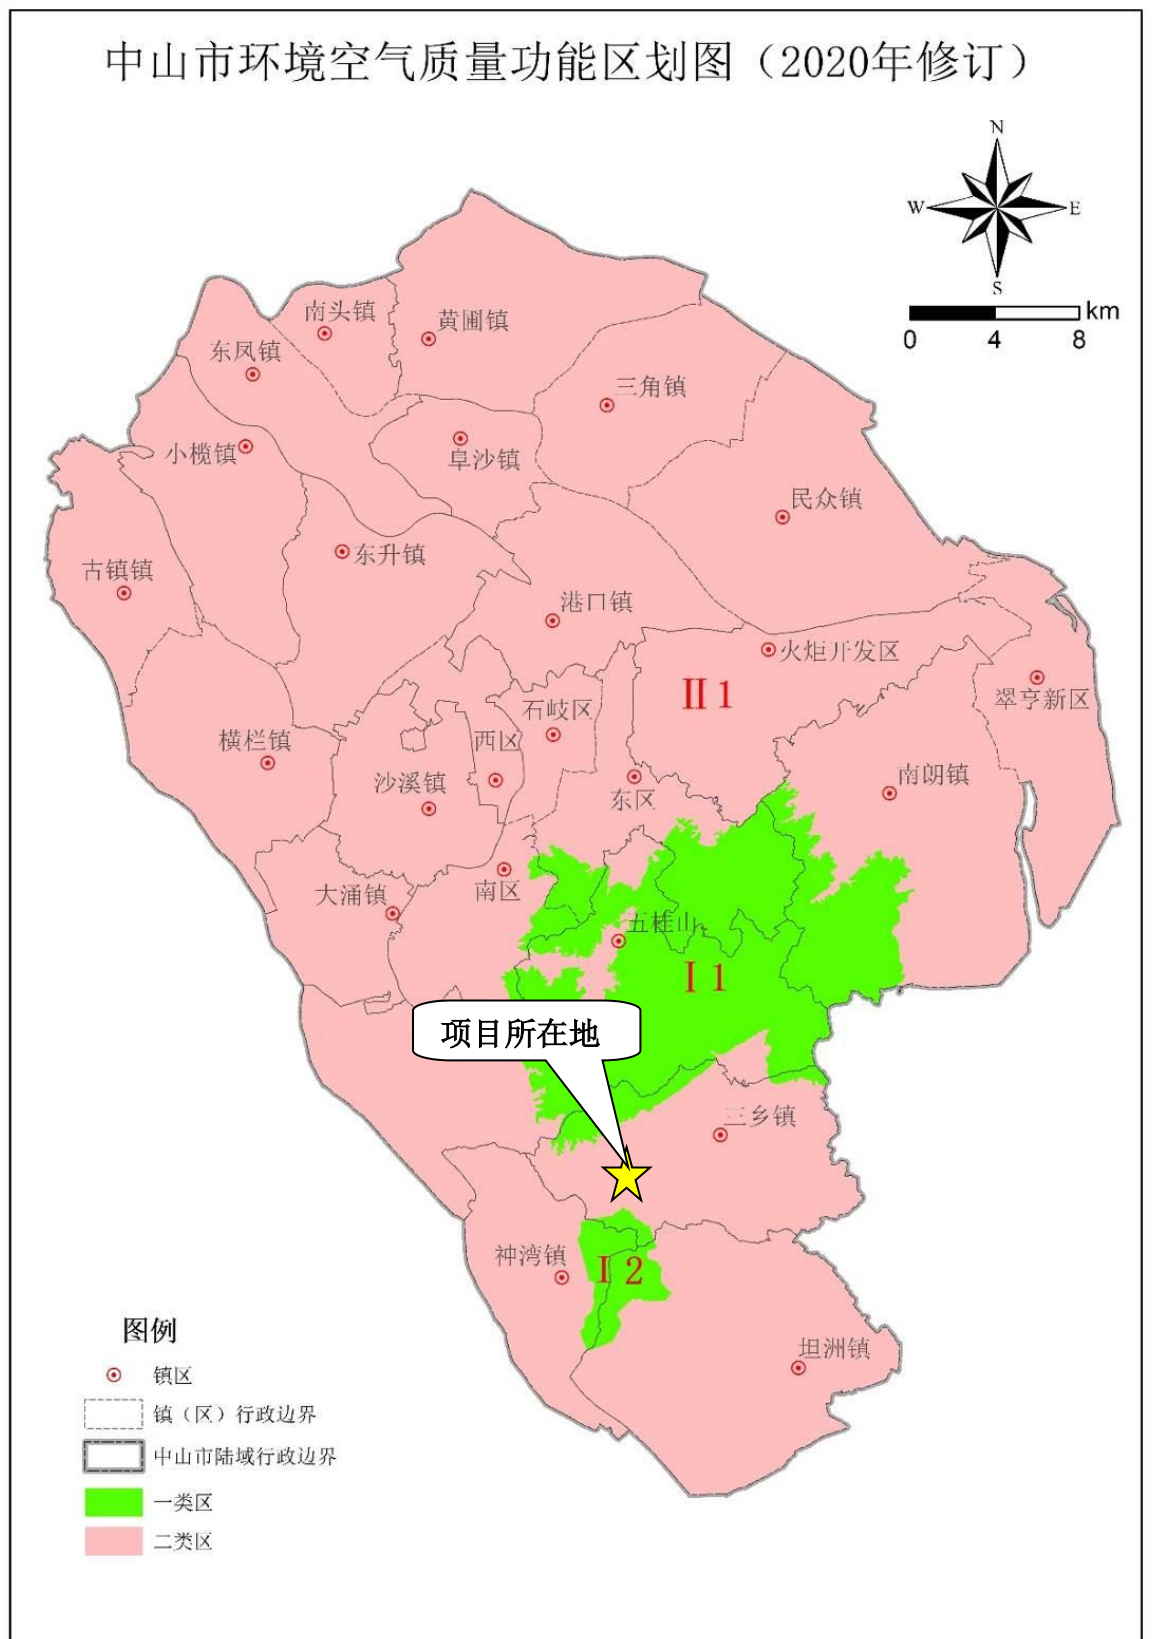 中山市环境空气质量功能区划图（2020年修订）
N
W
E
S
km
0 4 8
南头镇
黄圃镇
东凤镇
三角镇
小榄镇
阜沙镇
民众镇
东升镇
古镇镇
港口镇
火炬开发区
翠亨新区
Ⅱ1
石岐区
横栏镇
西区
沙溪镇
东区
南朗镇
大涌镇
南区
五桂山
Ⅰ1
项目所在地
三乡镇
神湾镇
Ⅰ2
坦洲镇
图例
镇区
镇（区）行政边界
中山市陆域行政边界
一类区
二类区